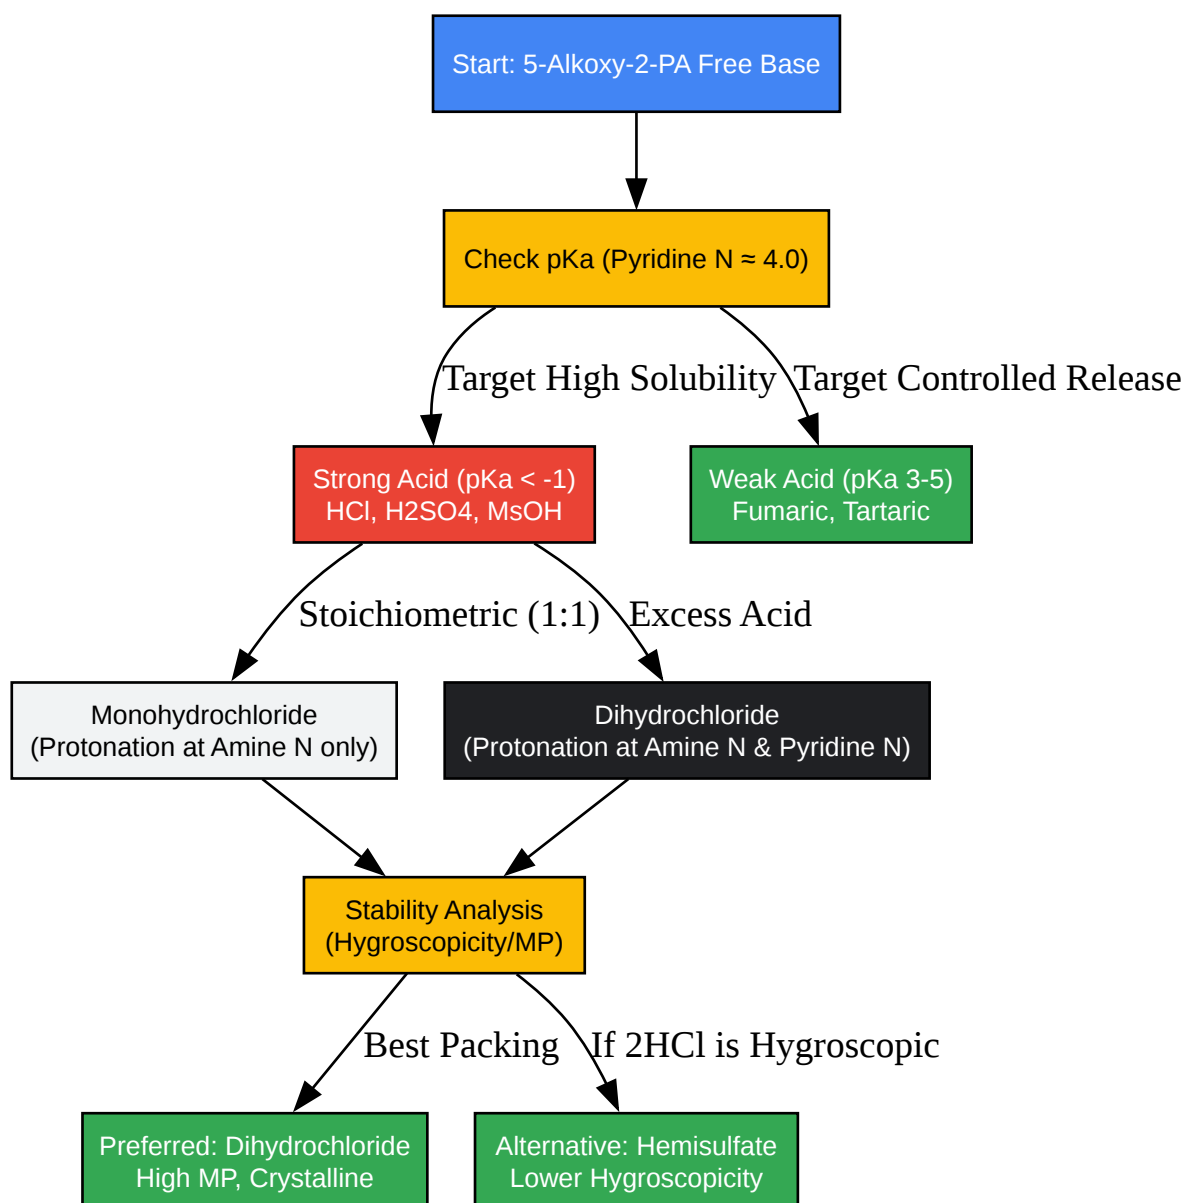 Start: 5-Alkoxy-2-PA Free Base
Check pKa (Pyridine N ≈ 4.0)
Target High Solubility
Target Controlled Release
Strong Acid (pKa < -1)
HCl, H2SO4, MsOH
Weak Acid (pKa 3-5)
Fumaric, Tartaric
Stoichiometric (1:1)
Excess Acid
Monohydrochloride
(Protonation at Amine N only)
Dihydrochloride
(Protonation at Amine N & Pyridine N)
Stability Analysis
(Hygroscopicity/MP)
Best Packing
If 2HCl is Hygroscopic
Preferred: Dihydrochloride
High MP, Crystalline
Alternative: Hemisulfate
Lower Hygroscopicity